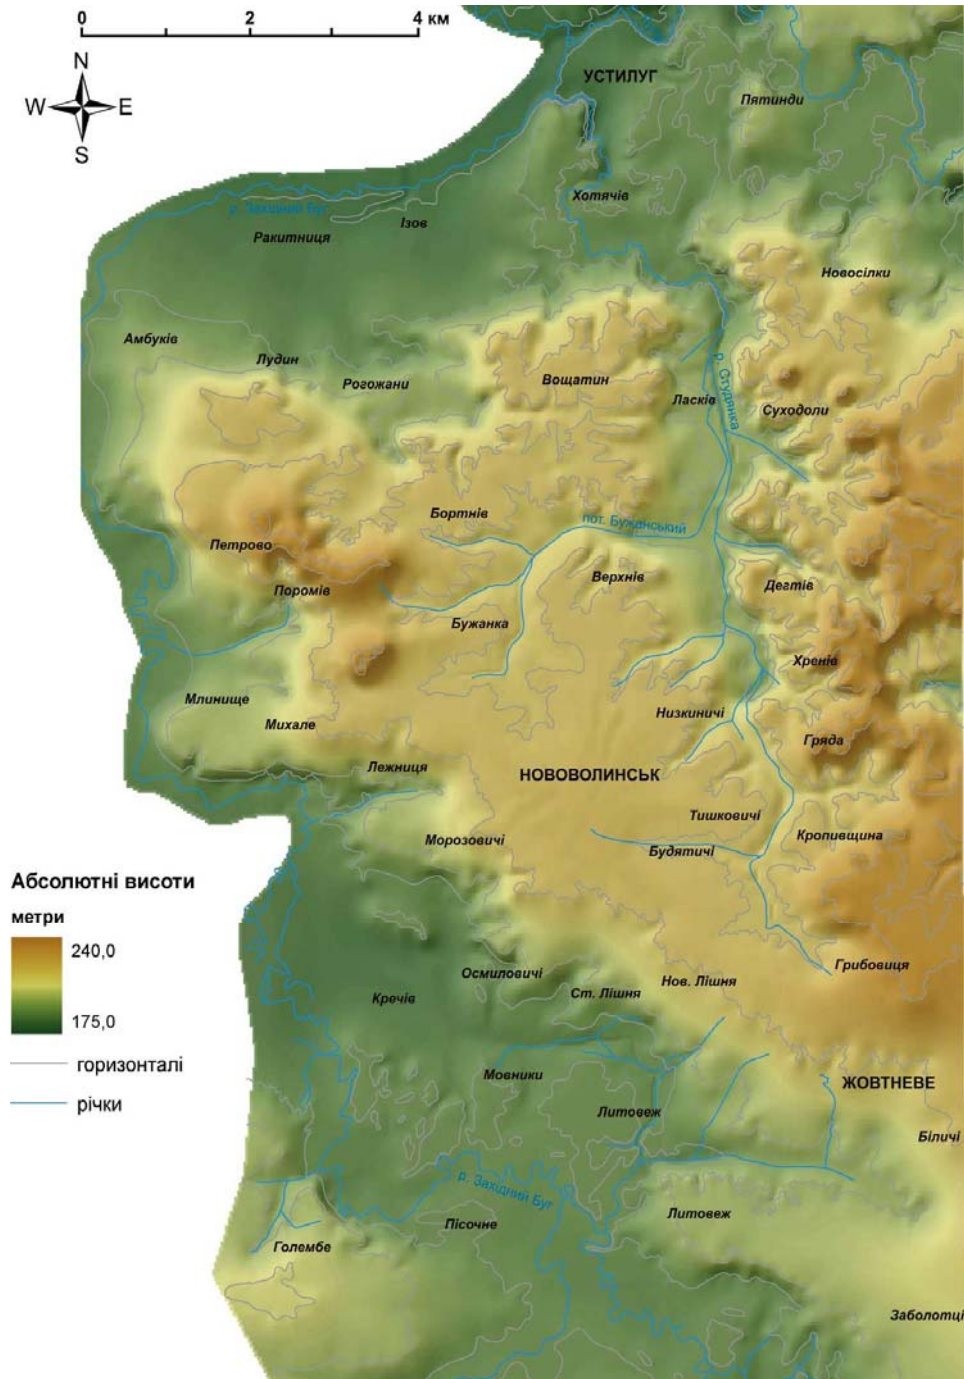 0 2 4 км
N
W E
S
УСТИЛУГ
Пятинди
Хотячів
р. Західний Буг
Ізов
Ракитниця
Новосілки
Амбуків
Лудин
Рогожани
Вощатин
Ласків
р. Студянка
Суходоли
Бортнів
пот. Бужанський
Петрово
Поромів
Верхнів
Дегтів
Бужанка
Хренів
Млинище
Михале
Низкиничі
Гряда
Лежниця
НОВОВОЛИНСЬК
Тишковичі
Морозовичі
Будятичі
Кропивщина
Абсолютні висоти
метри
240,0
175,0
горизонталі
річки
Осмиловичі
Ст. Лішня
Нов. Лішня
Грибовиця
Кречів
Мовники
ЖОВТНЕВЕ
Литовеж
Біличі
р. Західний Буг
Пісочне
Литовеж
Голембе
Заболотці